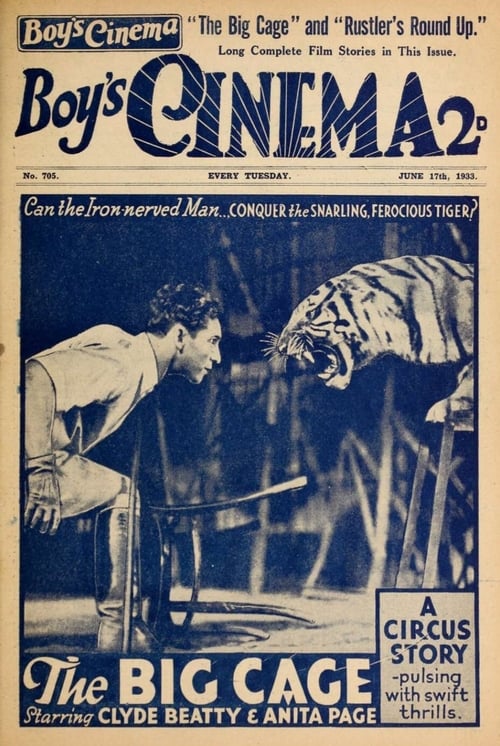 Boy's Cinema "The Big Cage" and "Rustler's Round Up."
Long Complete Film Stories in This Issue.
Boy's CINEMA 2D
No. 705. EVERY TUESDAY. JUNE 17th, 1933.
Can the Iron-nerved Man... CONQUER the SNARLING, FEROCIOUS TIGER?
A
CIRCUS
STORY
-pulsing
with swift
thrills.
The BIG CAGE
Starring CLYDE BEATTY & ANITA PAGE